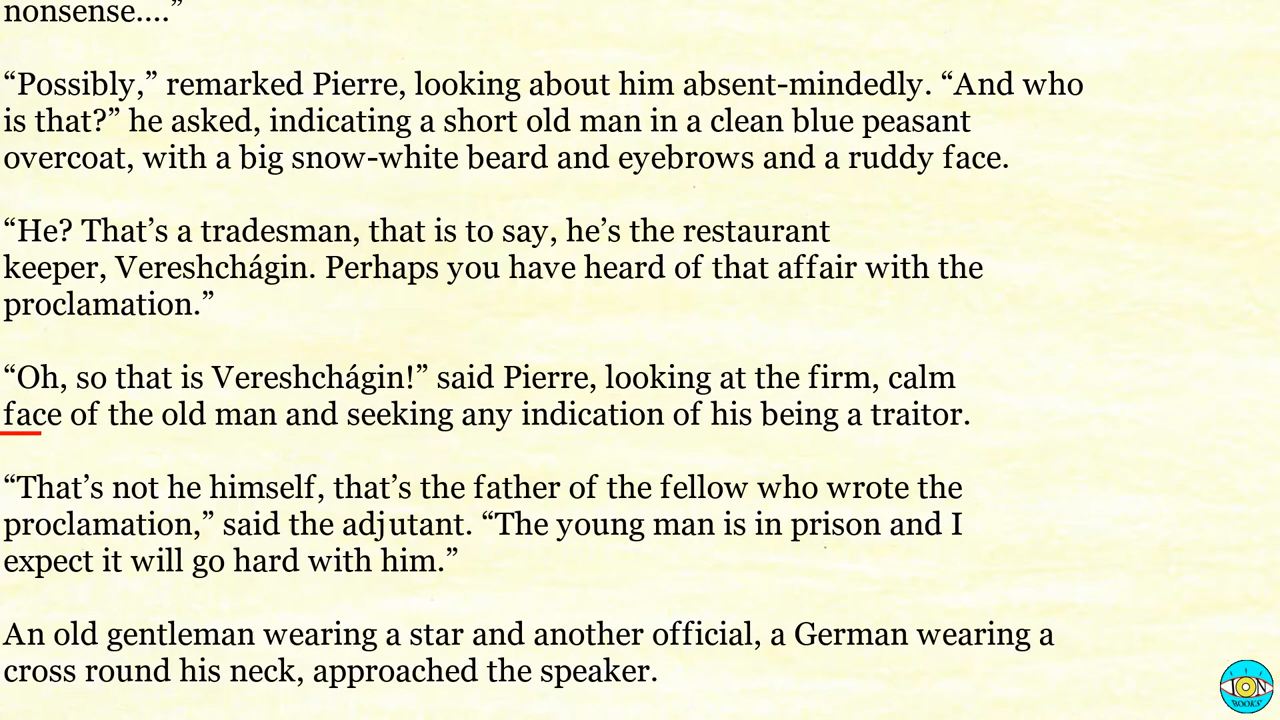 nonsense....”
“Possibly,” remarked Pierre, looking about him absent-mindedly. “And who
is that?” he asked, indicating a short old man in a clean blue peasant
overcoat, with a big snow-white beard and eyebrows and a ruddy face.
“He? That’s a tradesman, that is to say, he’s the restaurant
keeper, Vereshchágin. Perhaps you have heard of that affair with the
proclamation.”
“Oh, so that is Vereshchágin!” said Pierre, looking at the firm, calm
face of the old man and seeking any indication of his being a traitor.
“That’s not he himself, that’s the father of the fellow who wrote the
proclamation,” said the adjutant. “The young man is in prison and I
expect it will go hard with him.”
An old gentleman wearing a star and another official, a German wearing a
cross round his neck, approached the speaker.
ION
BOOKS